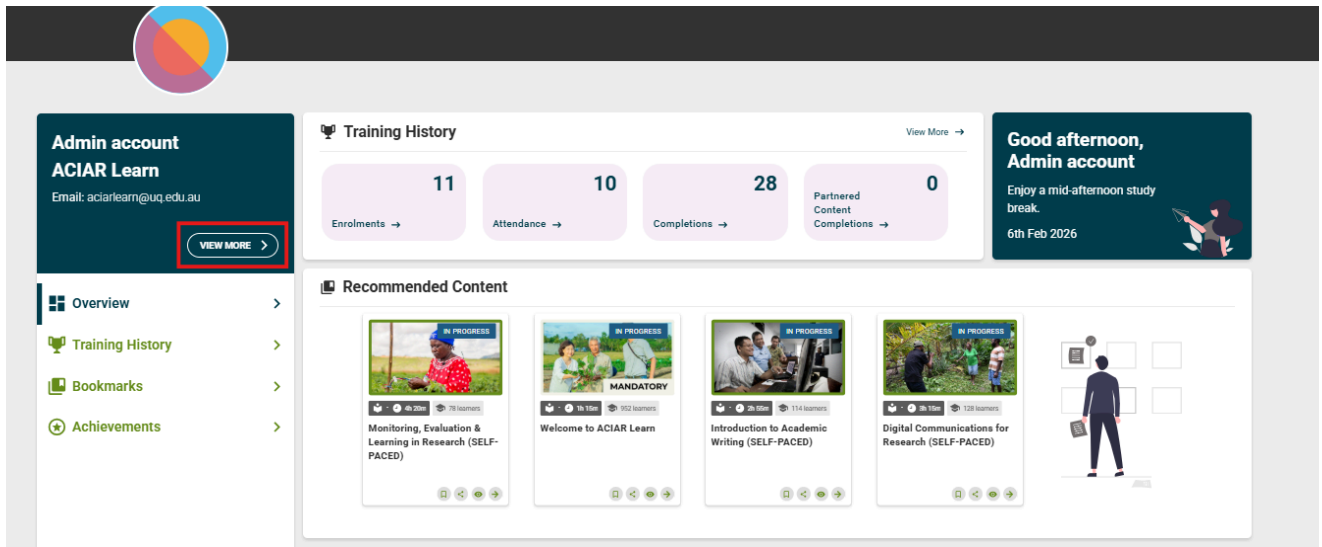 Admin account
ACIAR Learn
Email: aciarlearn@uq.edu.au
VIEW MORE
Overview
Training History
Bookmarks
Achievements
Training History
View More →
11
Enrolments →
10
Attendance →
28
Completions →
0
Partnered
Content
Completions →
Good afternoon,
Admin account
Enjoy a mid-afternoon study
break.
6th Feb 2026
Recommended Content
IN PROGRESS
4h 20m 78 learners
Monitoring, Evaluation &
Learning in Research (SELF-
PACED)
IN PROGRESS
MANDATORY
1h 15m 952 learners
Welcome to ACIAR Learn
IN PROGRESS
2h 55m 114 learners
Introduction to Academic
Writing (SELF-PACED)
IN PROGRESS
3h 15m 128 learners
Digital Communications for
Research (SELF-PACED)